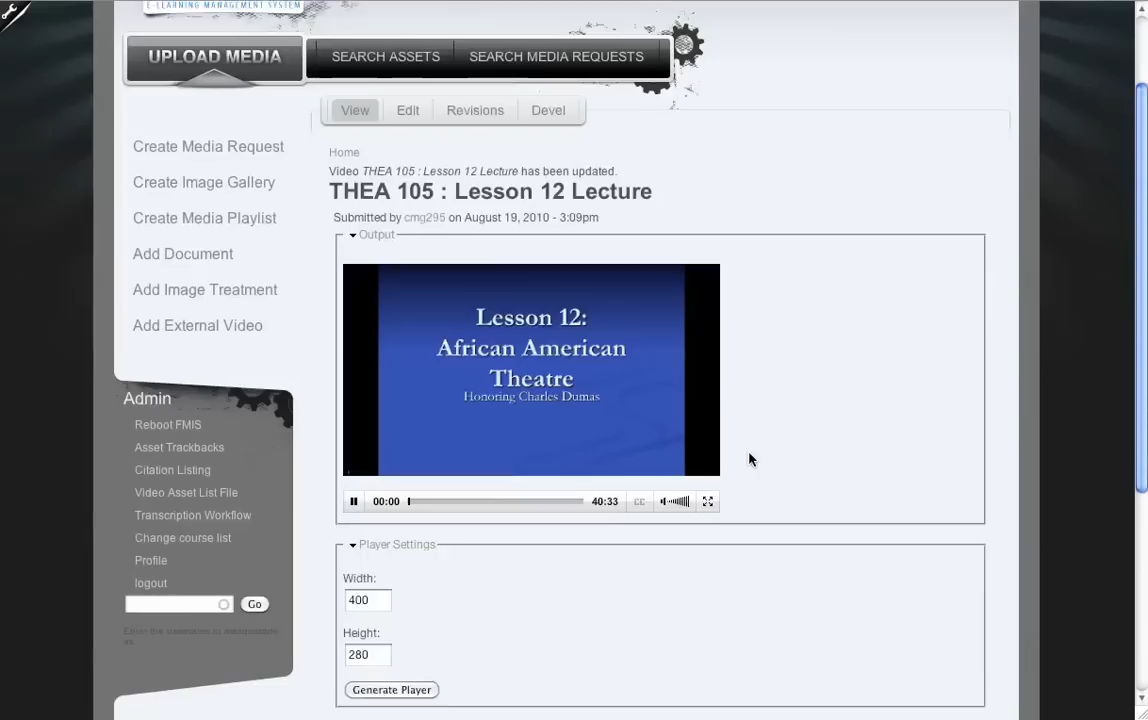 E-LEARNING MANAGEMENT SYSTEM
UPLOAD MEDIA
SEARCH ASSETS
SEARCH MEDIA REQUESTS
View
Edit
Revisions
Devel
Create Media Request
Create Image Gallery
Create Media Playlist
Add Document
Add Image Treatment
Add External Video
Admin
Reboot FMIS
Asset Trackbacks
Citation Listing
Video Asset List File
Transcription Workflow
Change course list
Profile
logout
Go
Home
Video THEA 105 : Lesson 12 Lecture has been updated.
THEA 105 : Lesson 12 Lecture
Submitted by cmg295 on August 19, 2010 - 3:09pm
Output
Lesson 12:
African American
Theatre
Honoring Charles Dumas
00:00
40:33
CC
Player Settings
Width:
400
Height:
280
Generate Player